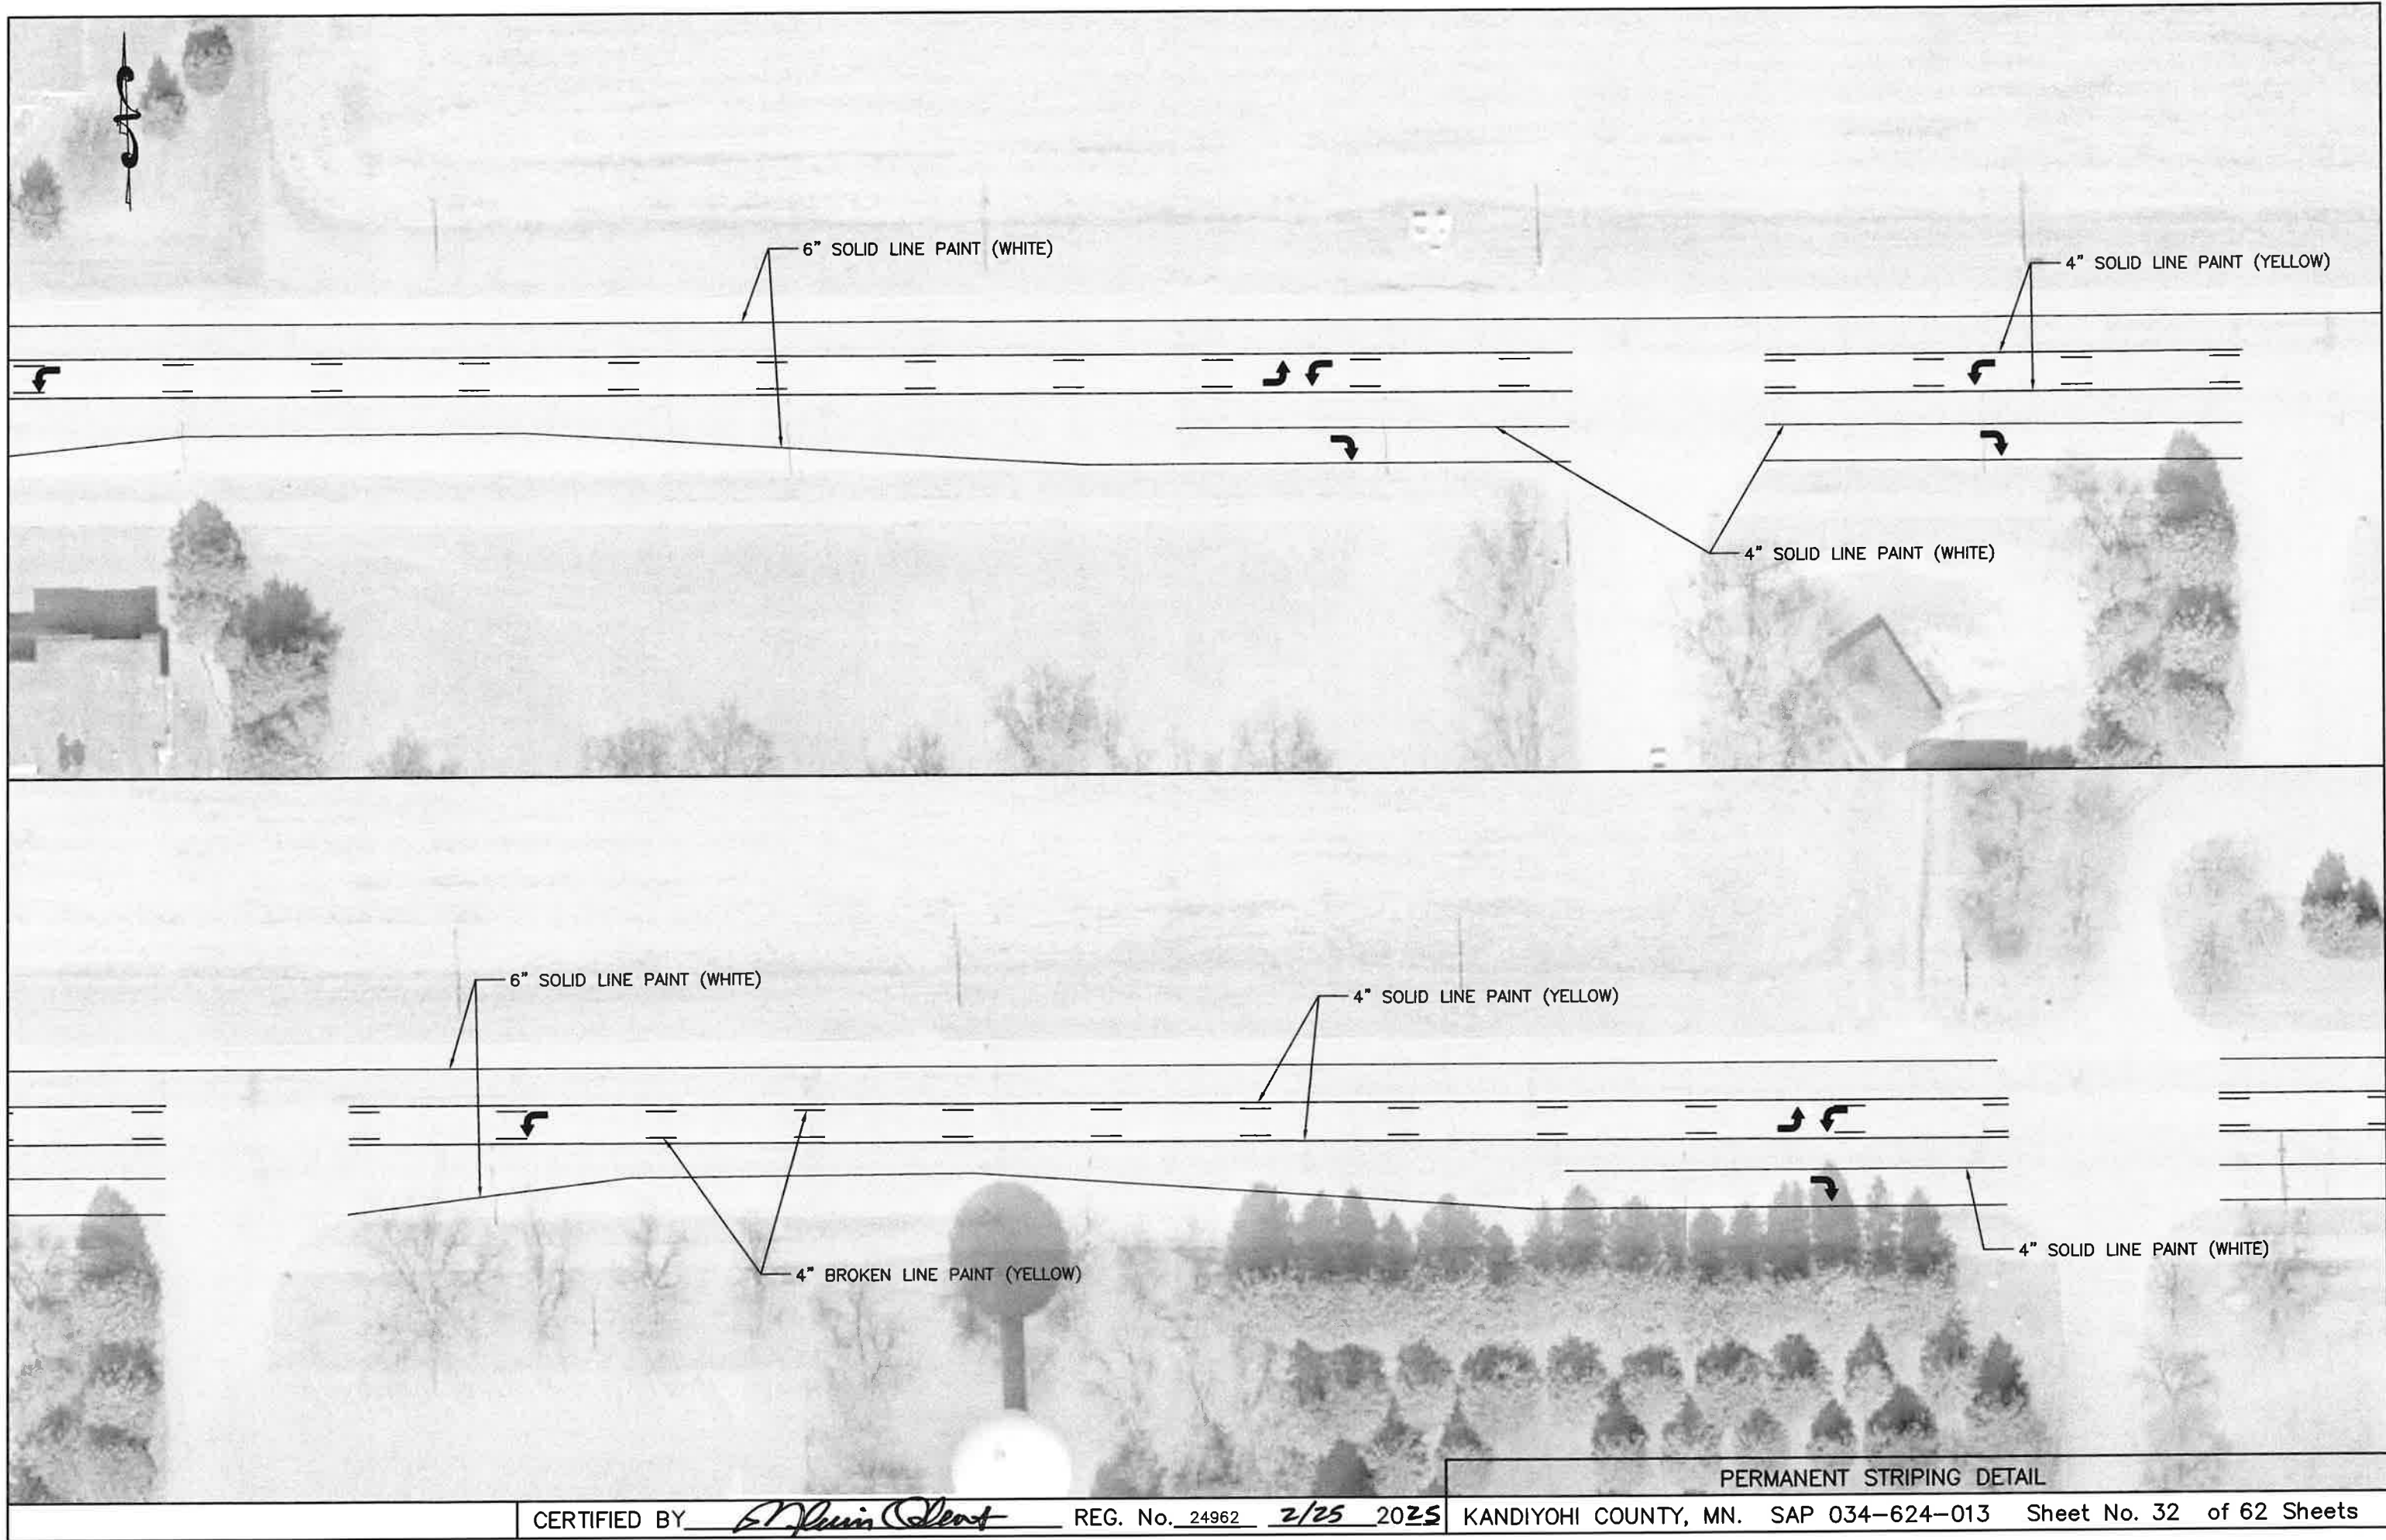 6" SOLID LINE PAINT (WHITE)
4" SOLID LINE PAINT (YELLOW)
4" SOLID LINE PAINT (WHITE)
6" SOLID LINE PAINT (WHITE)
4" SOLID LINE PAINT (YELLOW)
4" SOLID LINE PAINT (WHITE)
4" BROKEN LINE PAINT (YELLOW)
PERMANENT STRIPING DETAIL
CERTIFIED BY REG. No. 24962 2/25 2025 KANDIYOHI COUNTY, MN. SAP 034-624-013 Sheet No. 32 of 62 Sheets